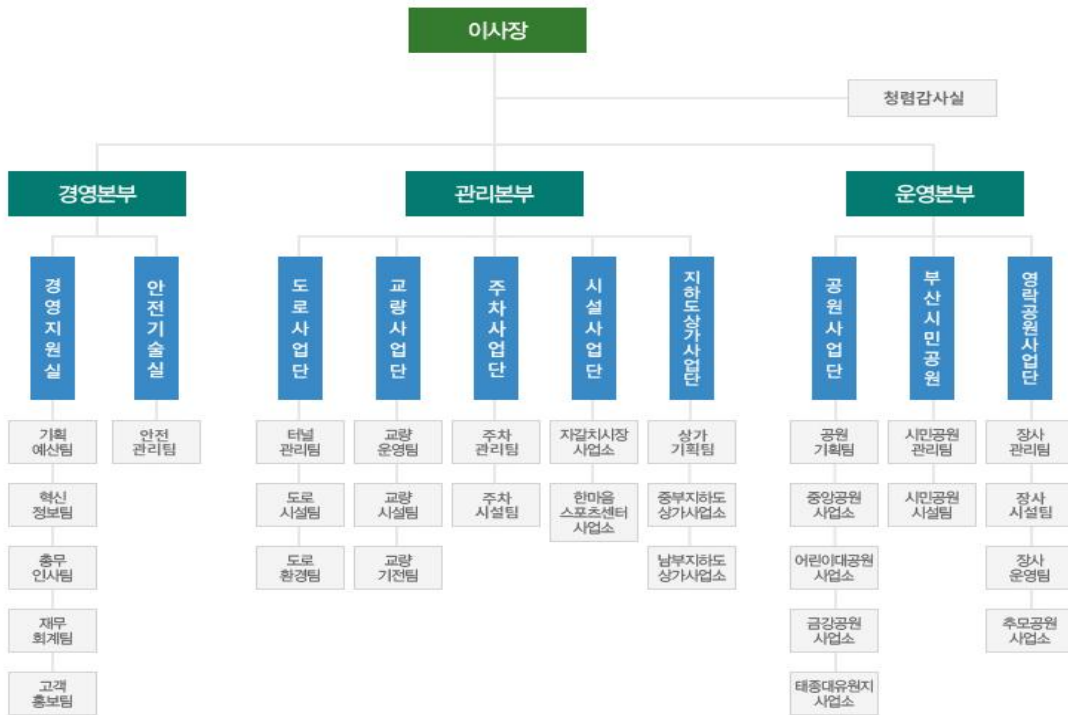 이사장
청렴감사실
경영본부
관리본부
운영본부
경영지원실
안전기술실
도로사업단
교량사업단
주차사업단
시설사업단
지하도상가사업단
공원사업단
부산시민공원
영락공원사업단
기획
예산팀
안전
관리팀
터널
관리팀
교량
운영팀
주차
관리팀
자갈치시장
사업소
상가
기획팀
공원
기획팀
시민공원
관리팀
장사
관리팀
혁신
정보팀
도로
시설팀
교량
시설팀
주차
시설팀
한마음
스포츠센터
사업소
중부지하도
상가사업소
중앙공원
사업소
시민공원
시설팀
장사
시설팀
총무
인사팀
도로
환경팀
교량
기전팀
남부지하도
상가사업소
어린이대공원
사업소
장사
운영팀
재무
회계팀
금강공원
사업소
추모공원
사업소
고객
홍보팀
태종대유원지
사업소